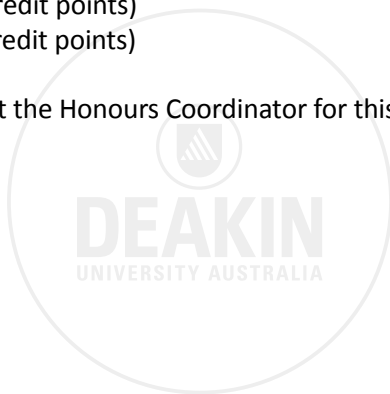 redit points)
redit points)
t the Honours Coordinator for this
DEAKIN
UNIVERSITY AUSTRALIA